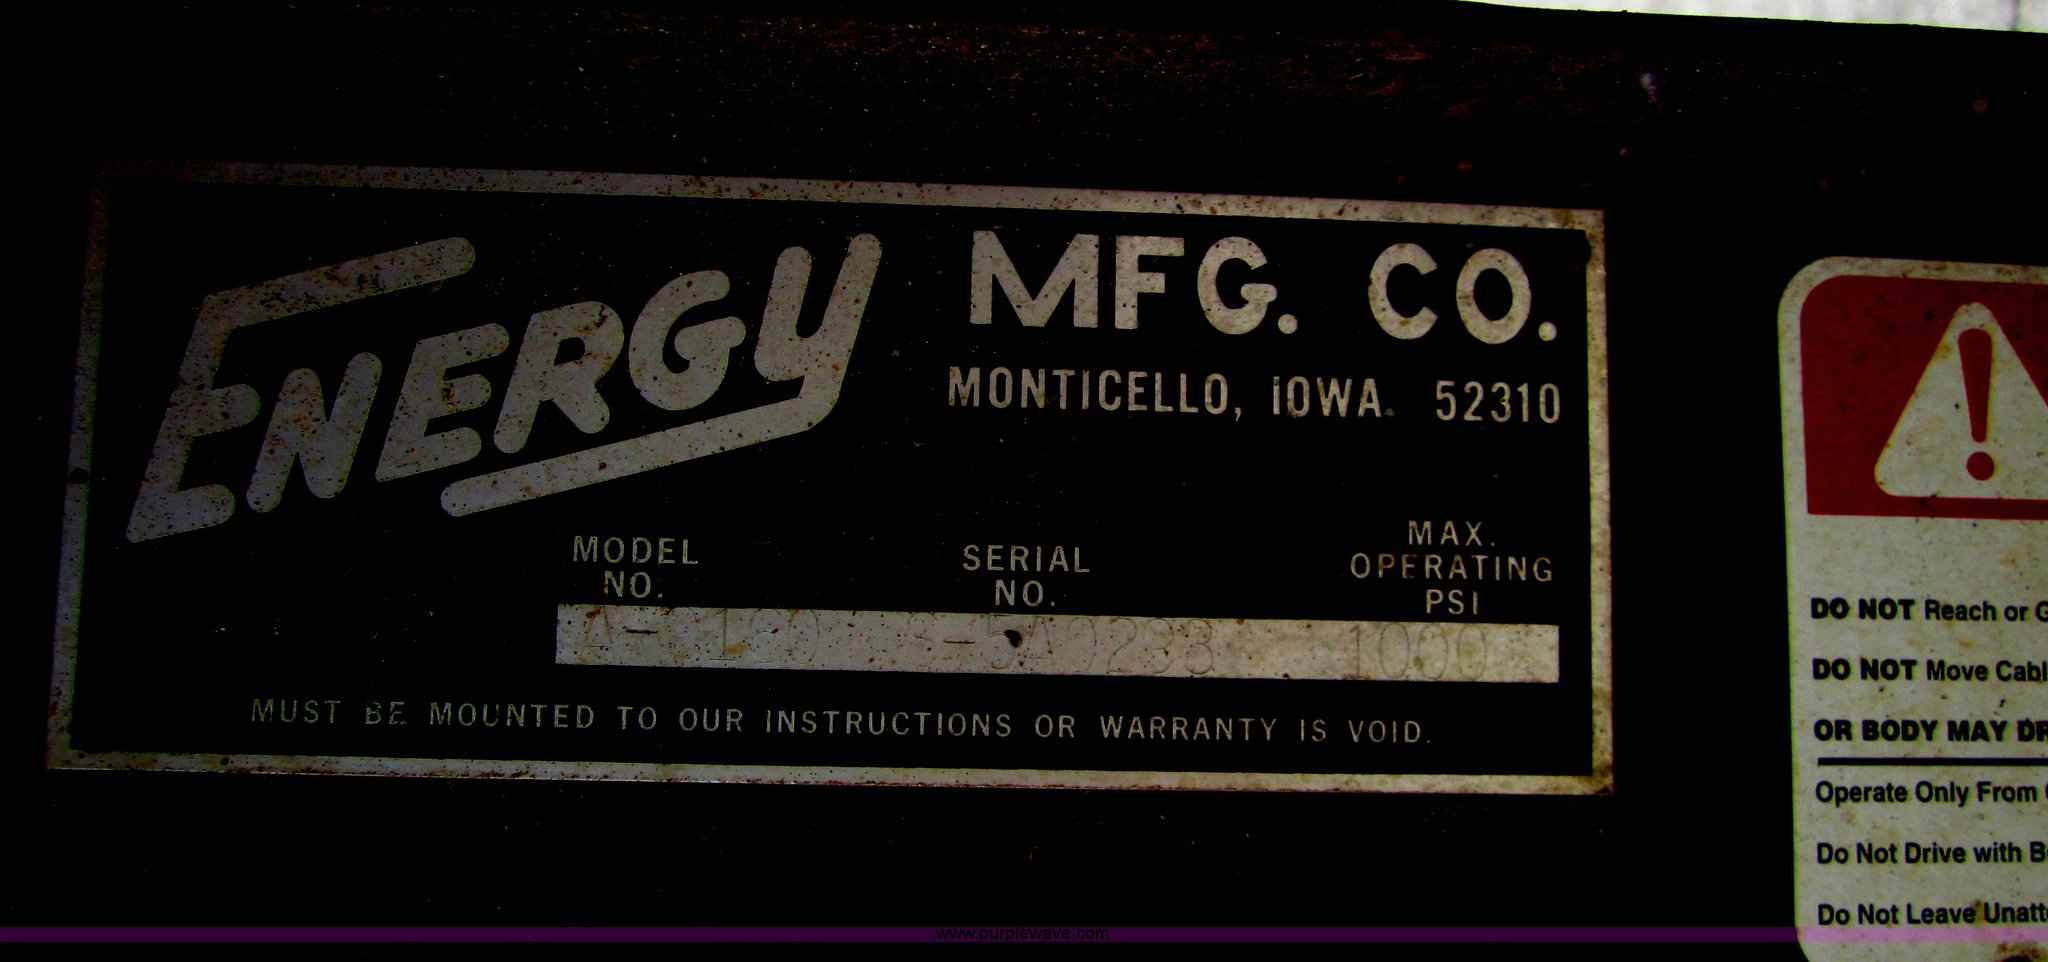 ENERGY MFG. CO.
MONTICELLO, IOWA. 52310
MODEL NO.
SERIAL NO.
MAX. OPERATING PSI
1000
MUST BE MOUNTED TO OUR INSTRUCTIONS OR WARRANTY IS VOID.
DO NOT Reach or
DO NOT Move
OR BODY MAY
Operate Only From
Do Not Drive with
Do Not Leave
www.purplewave.com